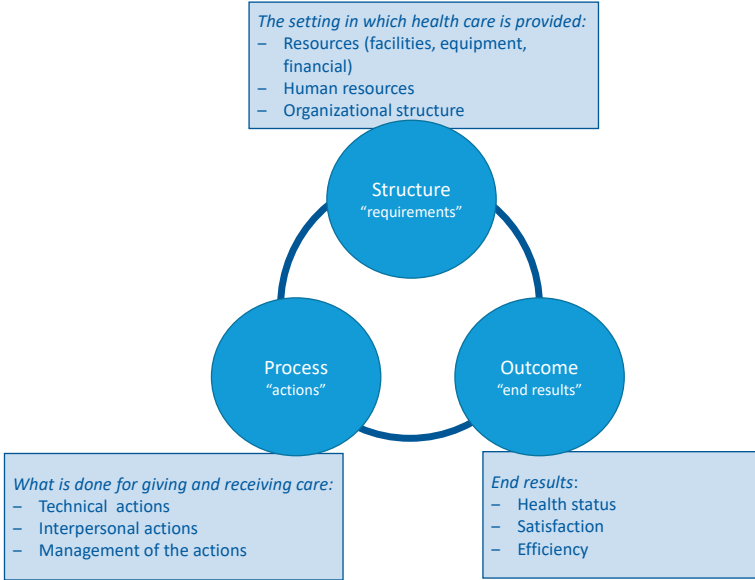 The setting in which health care is provided:
– Resources (facilities, equipment,
financial)
– Human resources
– Organizational structure
Structure
“requirements”
Process
“actions”
Outcome
“end results”
What is done for giving and receiving care:
– Technical actions
– Interpersonal actions
– Management of the actions
End results:
– Health status
– Satisfaction
– Efficiency